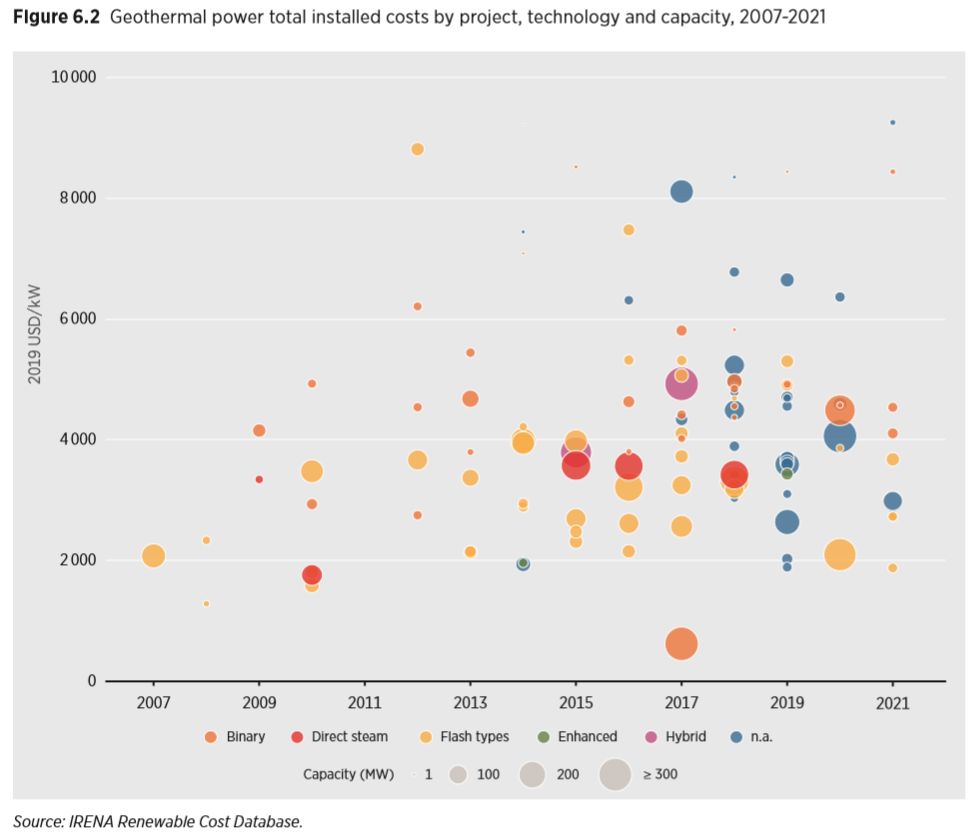 Figure 6.2 Geothermal power total installed costs by project, technology and capacity, 2007-2021
10 000
8 000
6 000
4 000
2 000
0
2019 USD/kW
2007 2009 2011 2013 2015 2017 2019 2021
Binary Direct steam Flash types Enhanced Hybrid n.a.
Capacity (MW) 1 100 200 ≥ 300
Source: IRENA Renewable Cost Database.